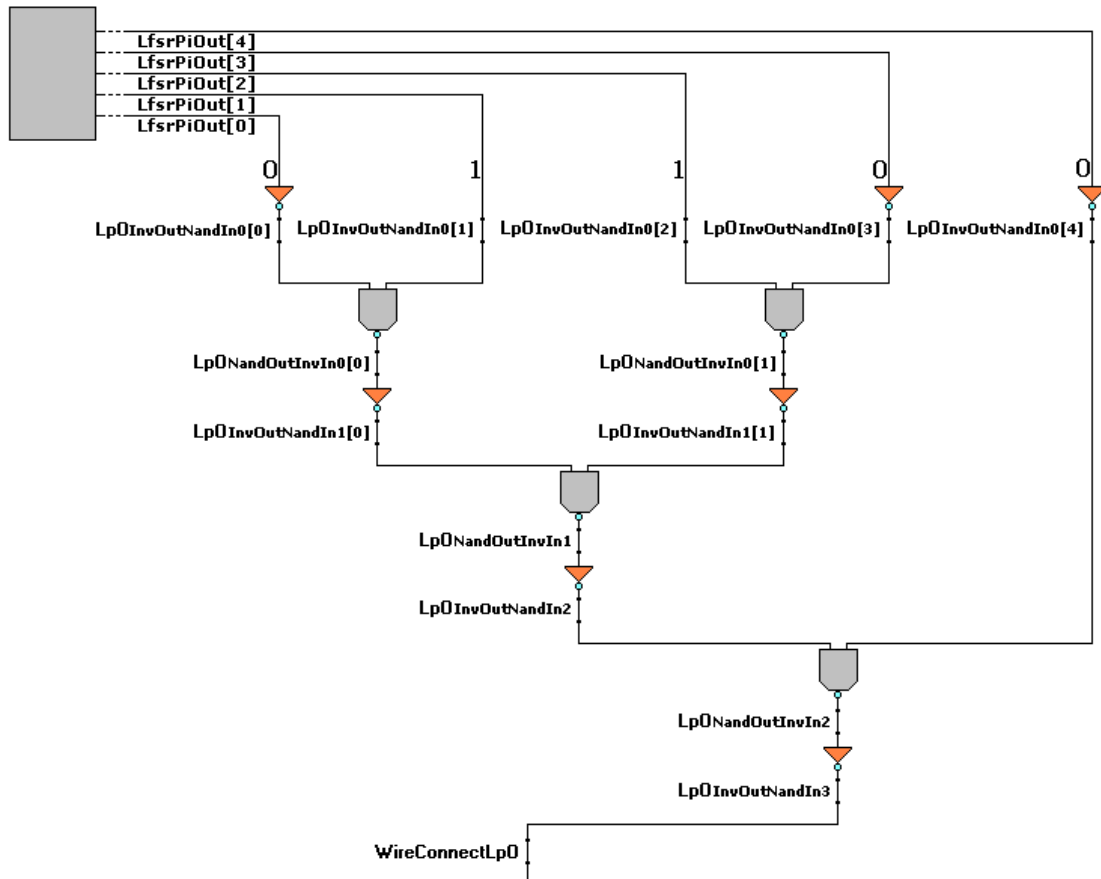 LfsrPiOut[4]
LfsrPiOut[3]
LfsrPiOut[2]
LfsrPiOut[1]
LfsrPiOut[0]
0 1 1 0 0
Lp0InvOutNandIn0[0] Lp0InvOutNandIn0[1] Lp0InvOutNandIn0[2] Lp0InvOutNandIn0[3] Lp0InvOutNandIn0[4]
Lp0NandOutInvIn0[0] Lp0NandOutInvIn0[1]
Lp0InvOutNandIn1[0] Lp0InvOutNandIn1[1]
Lp0NandOutInvIn1
Lp0InvOutNandIn2
Lp0NandOutInvIn2
Lp0InvOutNandIn3
WireConnectLp0